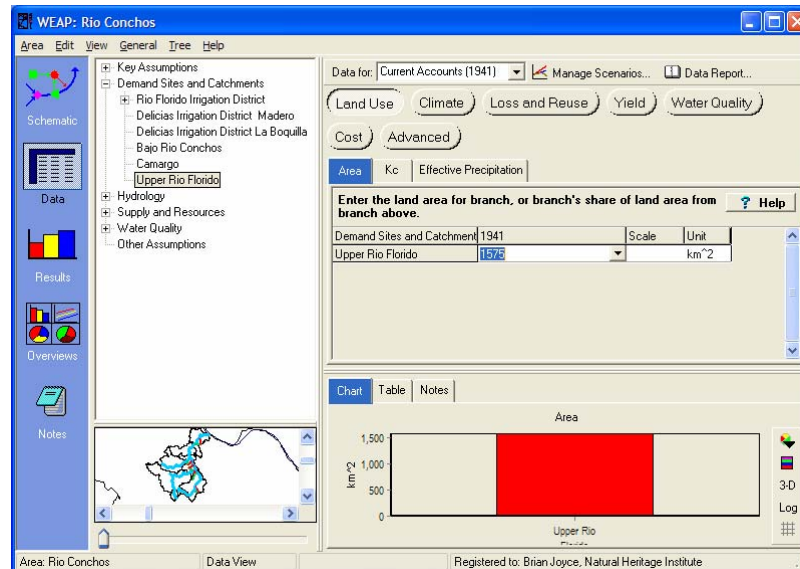 WEAP: Rio Conchos
Area Edit View General Tree Help
Schematic
Data
Results
Overviews
Notes
Key Assumptions
Demand Sites and Catchments
Rio Florido Irrigation District
Delicias Irrigation District Madero
Delicias Irrigation District La Boquilla
Bajo Rio Conchos
Camargo
Upper Rio Florido
Hydrology
Supply and Resources
Water Quality
Other Assumptions
Data for: Current Accounts (1941) Manage Scenarios... Data Report...
Land Use Climate Loss and Reuse Yield Water Quality
Cost Advanced
Area Kc Effective Precipitation
Enter the land area for branch, or branch's share of land area from
branch above.
? Help
Demand Sites and Catchment 1941 Scale Unit
Upper Rio Florido 1575 km^2
Chart Table Notes
Area
km^2
1,500
1,000
500
0
Upper Rio
3-D
Log
Area: Rio Conchos Data View Registered to: Brian Joyce, Natural Heritage Institute